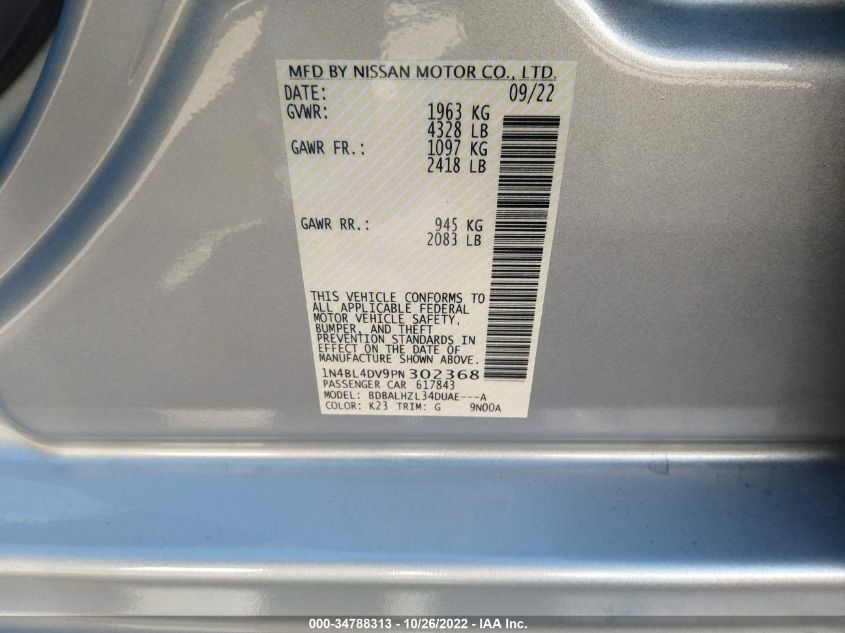 MFD BY NISSAN MOTOR CO., LTD.
DATE: 09/22
GVWR: 1963 KG
4328 LB
GAWR FR.: 1097 KG
2418 LB
GAWR RR.: 945 KG
2083 LB
THIS VEHICLE CONFORMS TO
ALL APPLICABLE FEDERAL
MOTOR VEHICLE SAFETY,
BUMPER, AND THEFT
PREVENTION STANDARDS IN
EFFECT ON THE DATE OF
MANUFACTURE SHOWN ABOVE.
1N4BL4DV9PN302368
PASSENGER CAR 617843
MODEL: BDBALHZL34DUAE---A
COLOR: K23 TRIM: G 9N00A
000-34788313 - 10/26/2022 - IAA Inc.